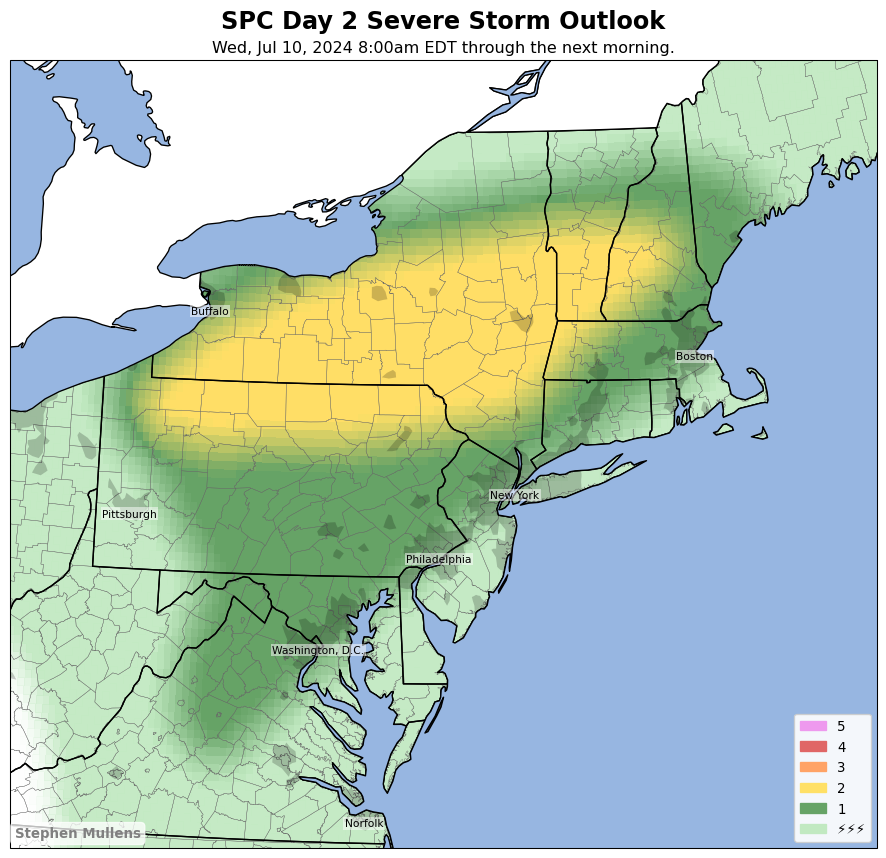 SPC Day 2 Severe Storm Outlook
Wed, Jul 10, 2024 8:00am EDT through the next morning.
Buffalo
Boston
New York
Pittsburgh
Philadelphia
Washington, D.C.
Norfolk
5
4
3
2
1
⚡⚡⚡
Stephen Mullens